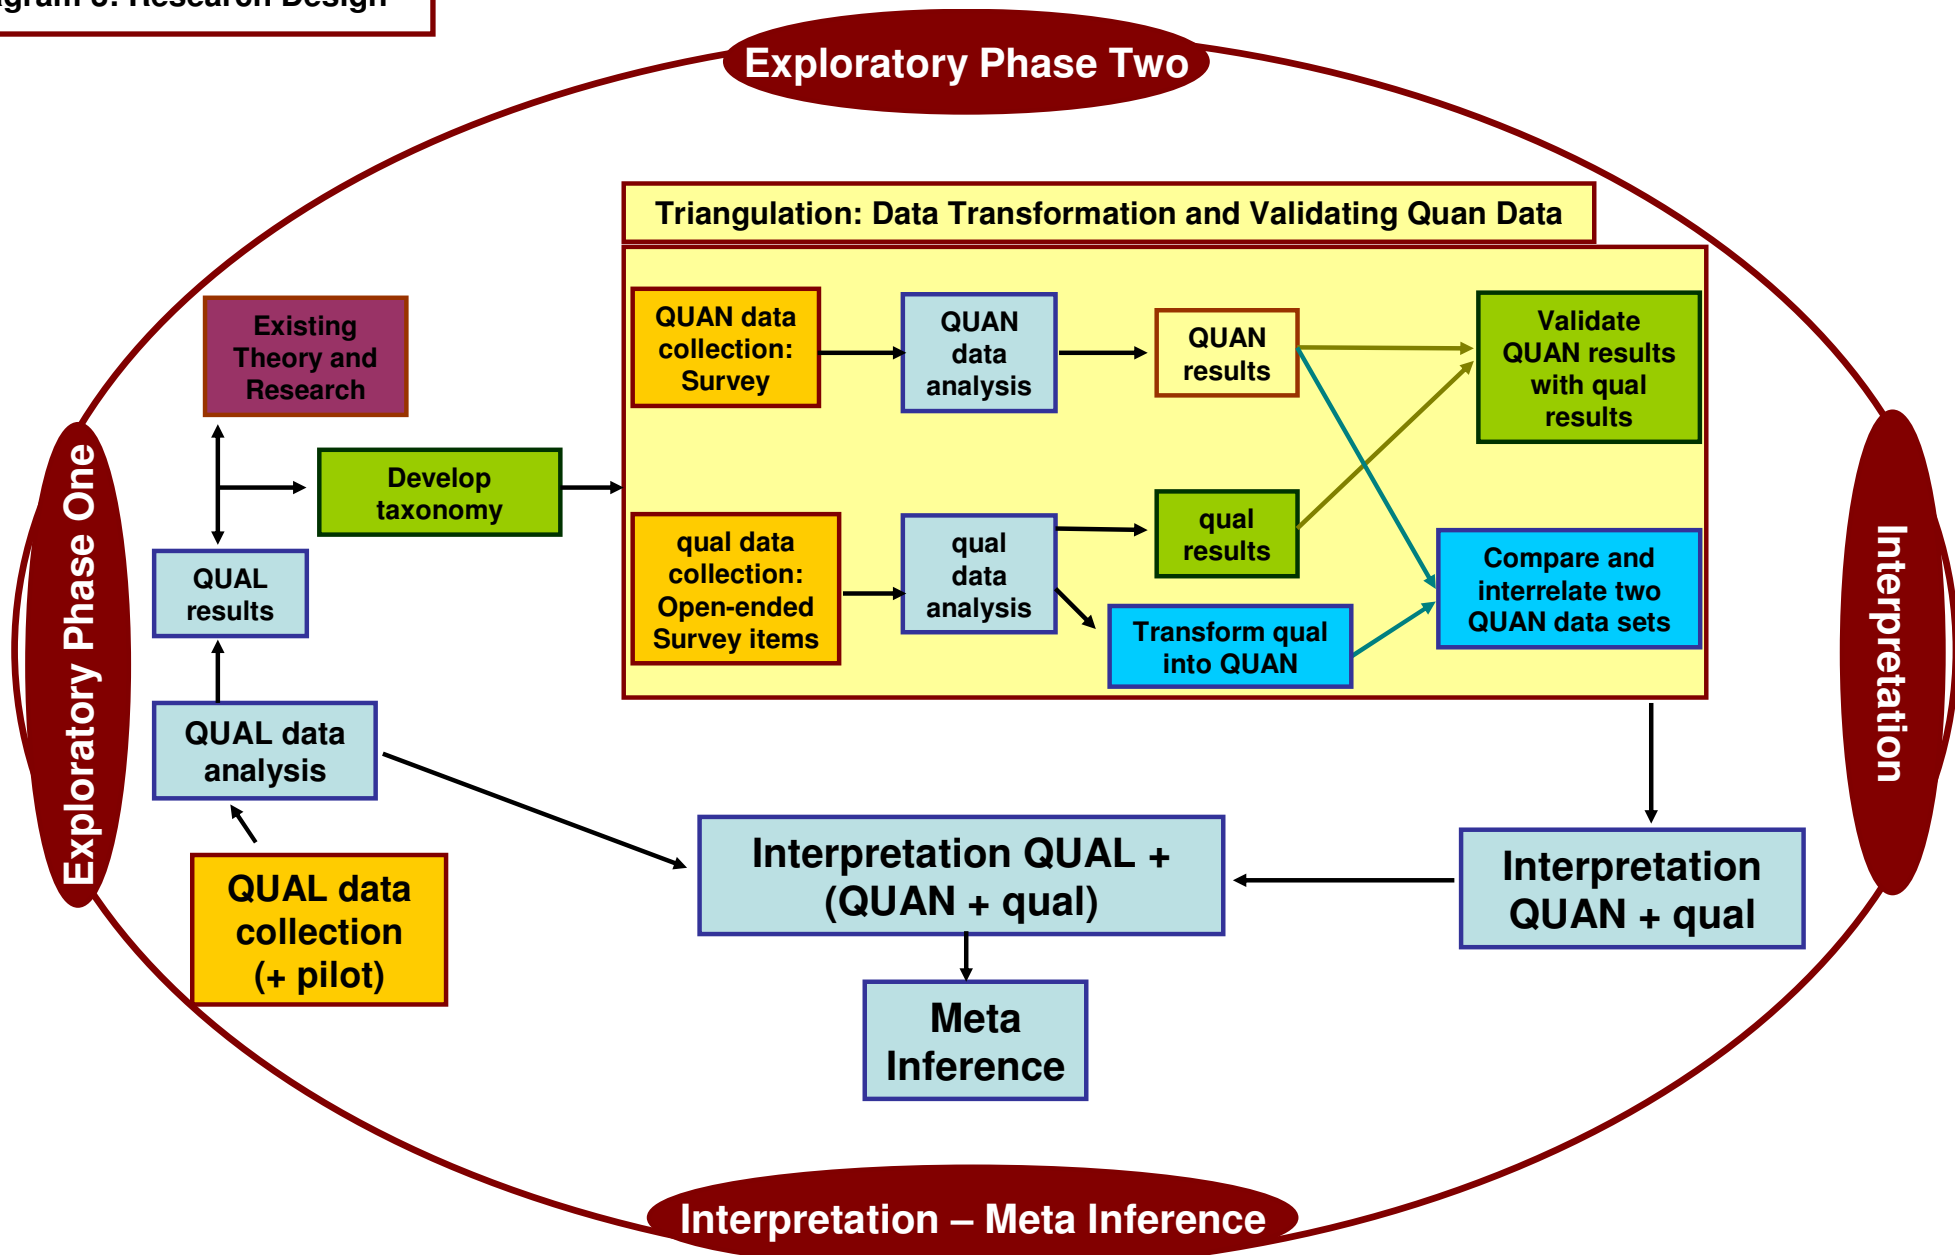 Research Design
Exploratory Phase Two
Triangulation: Data Transformation and Validating Quan Data
Existing
Theory and
Research
QUAN data
collection:
Survey
QUAN
data
analysis
QUAN
results
Validate
QUAN results
with qual
results
Develop
taxonomy
Exploratory Phase One
QUAL
results
qual data
collection:
Open-ended
Survey items
qual
data
analysis
qual
results
Transform qual
into QUAN
Compare and
interrelate two
QUAN data sets
Interpretation
QUAL data
analysis
QUAL data
collection
(+ pilot)
Interpretation QUAL +
(QUAN + qual)
Interpretation
QUAN + qual
Meta
Inference
Interpretation – Meta Inference